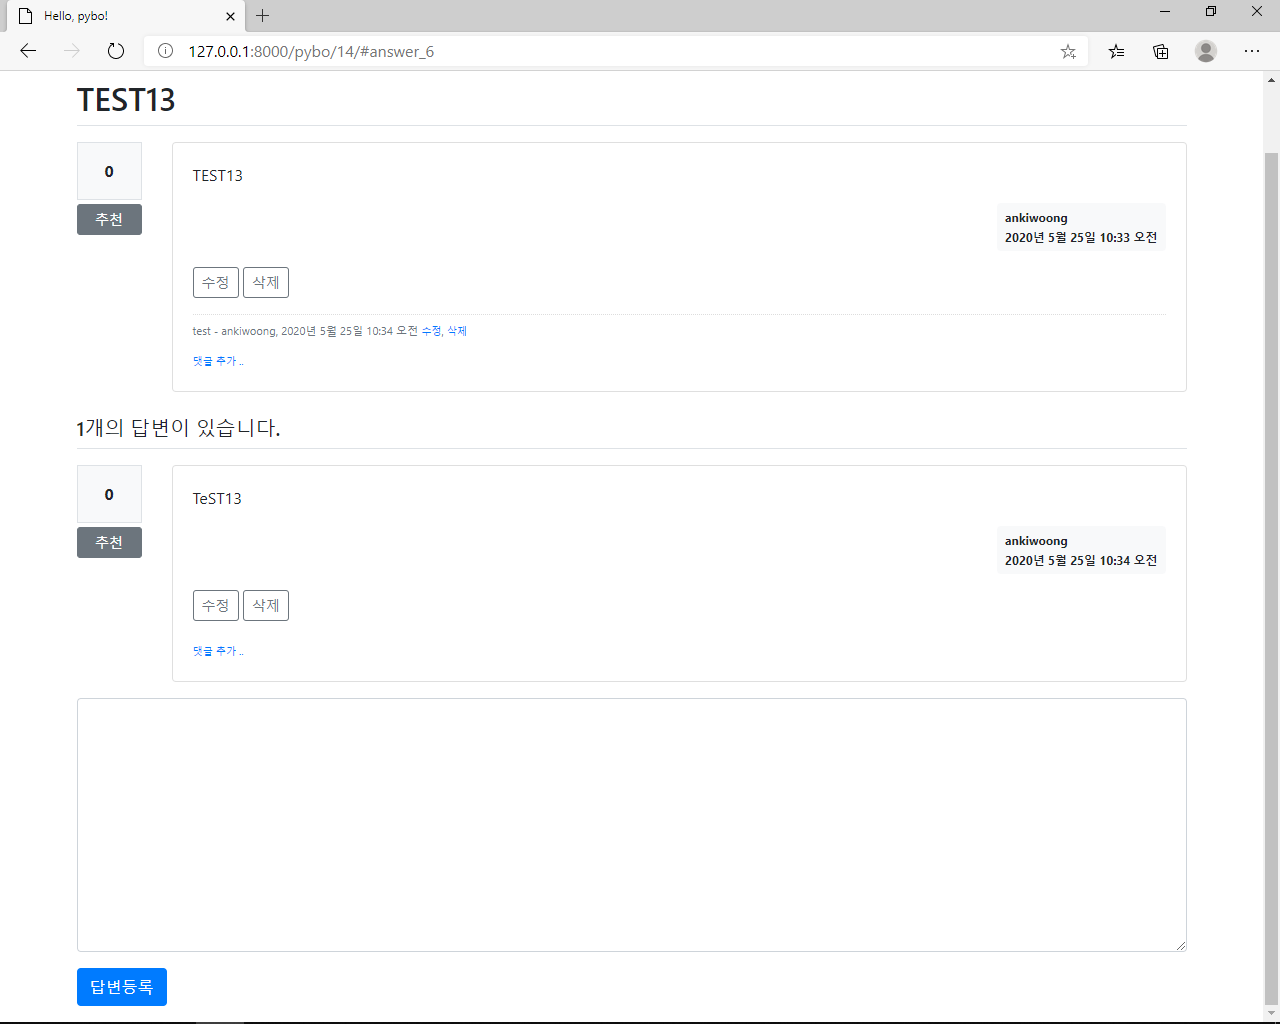 Hello, pybo!
127.0.0.1:8000/pybo/14/#answer_6
TEST13
0
추천
TEST13
ankiwoong
2020년 5월 25일 10:33 오전
수정 삭제
test - ankiwoong, 2020년 5월 25일 10:34 오전 수정, 삭제
댓글 추가 ..
1개의 답변이 있습니다.
0
추천
TeST13
ankiwoong
2020년 5월 25일 10:34 오전
수정 삭제
댓글 추가 ..
답변등록